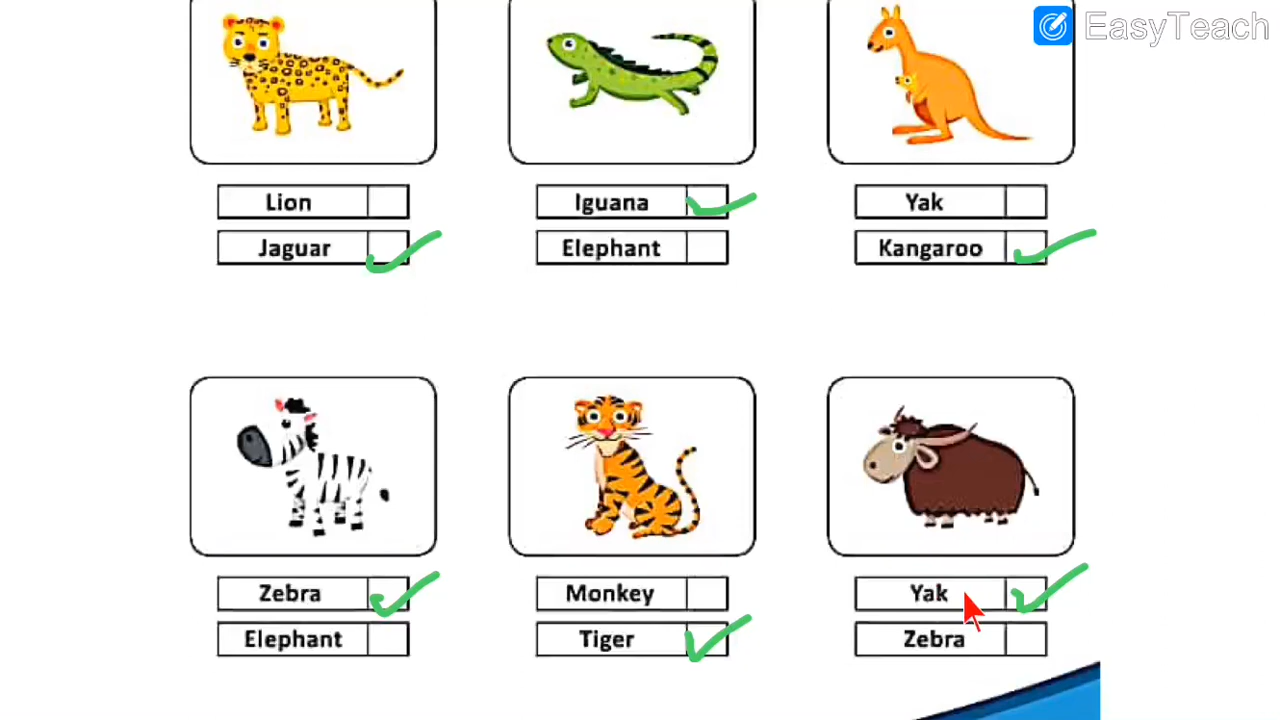 EasyTeach
Lion
Iguana
Yak
Jaguar
Elephant
Kangaroo
Zebra
Monkey
Yak
Elephant
Tiger
Zebra